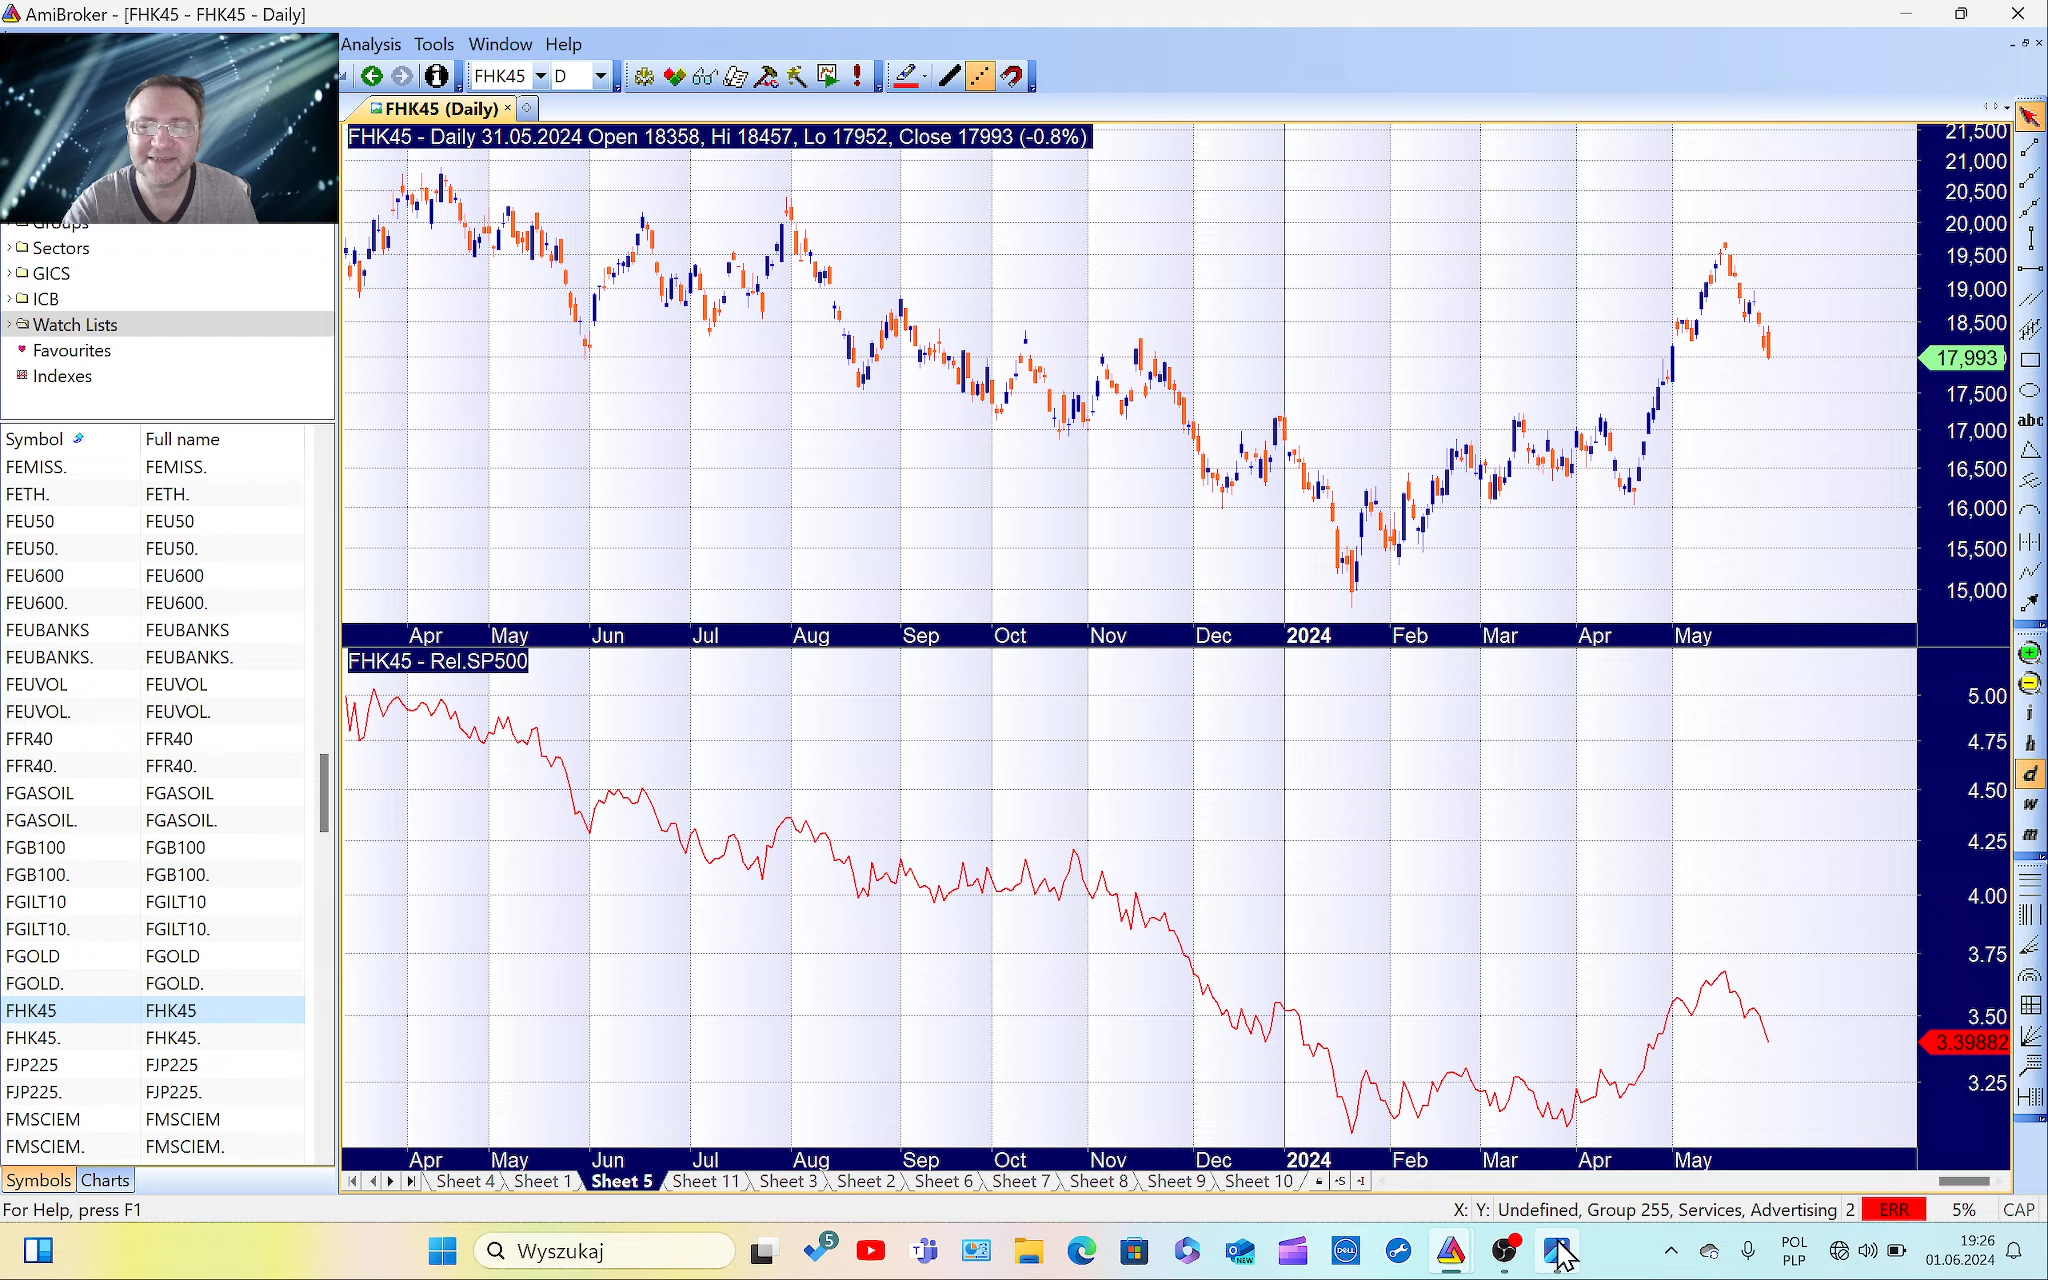 AmiBroker - [FHK45 - FHK45 - Daily]
Analysis Tools Window Help
FHK45 D
FHK45 (Daily)
Groups
Sectors
GICS
ICB
Watch Lists
Favourites
Indexes
Symbol Full name
FEMISS. FEMISS.
FETH. FETH.
FEU50 FEU50
FEU50. FEU50.
FEU600 FEU600
FEU600. FEU600.
FEUBANKS FEUBANKS
FEUBANKS. FEUBANKS.
FEUVOL FEUVOL
FEUVOL. FEUVOL.
FFR40 FFR40
FFR40. FFR40.
FGASOIL FGASOIL
FGASOIL. FGASOIL.
FGB100 FGB100
FGB100. FGB100.
FGILT10 FGILT10
FGILT10. FGILT10.
FGOLD FGOLD
FGOLD. FGOLD.
FHK45 FHK45
FHK45. FHK45.
FJP225 FJP225
FJP225. FJP225.
FMSCIEM FMSCIEM
FMSCIEM. FMSCIEM.
Symbols Charts
FHK45 - Daily 31.05.2024 Open 18358, Hi 18457, Lo 17952, Close 17993 (-0.8%)
21,500
21,000
20,500
20,000
19,500
19,000
18,500
17,993
17,500
17,000
16,500
16,000
15,500
15,000
Apr May Jun Jul Aug Sep Oct Nov Dec 2024 Feb Mar Apr May
FHK45 - Rel.SP500
5.00
4.75
4.50
4.25
4.00
3.75
3.50
3.39882
3.25
Apr May Jun Jul Aug Sep Oct Nov Dec 2024 Feb Mar Apr May
Sheet 4 Sheet 1 Sheet 5 Sheet 11 Sheet 3 Sheet 2 Sheet 6 Sheet 7 Sheet 8 Sheet 9 Sheet 10
abc
i
h
d
w
m
For Help, press F1
X: Y: Undefined, Group 255, Services, Advertising 2 ERR 5% CAP
Wyszukaj
5
NEW
DELL
POL
PLP
19:26
01.06.2024